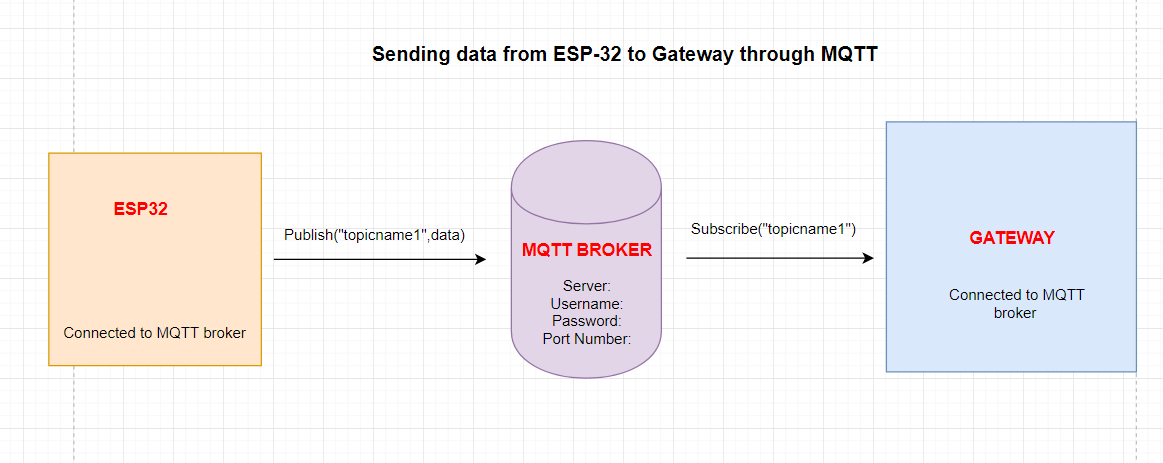 Sending data from ESP-32 to Gateway through MQTT
ESP32
Connected to MQTT broker
Publish("topicname1",data)
MQTT BROKER
Server:
Username:
Password:
Port Number:
Subscribe("topicname1")
GATEWAY
Connected to MQTT
broker